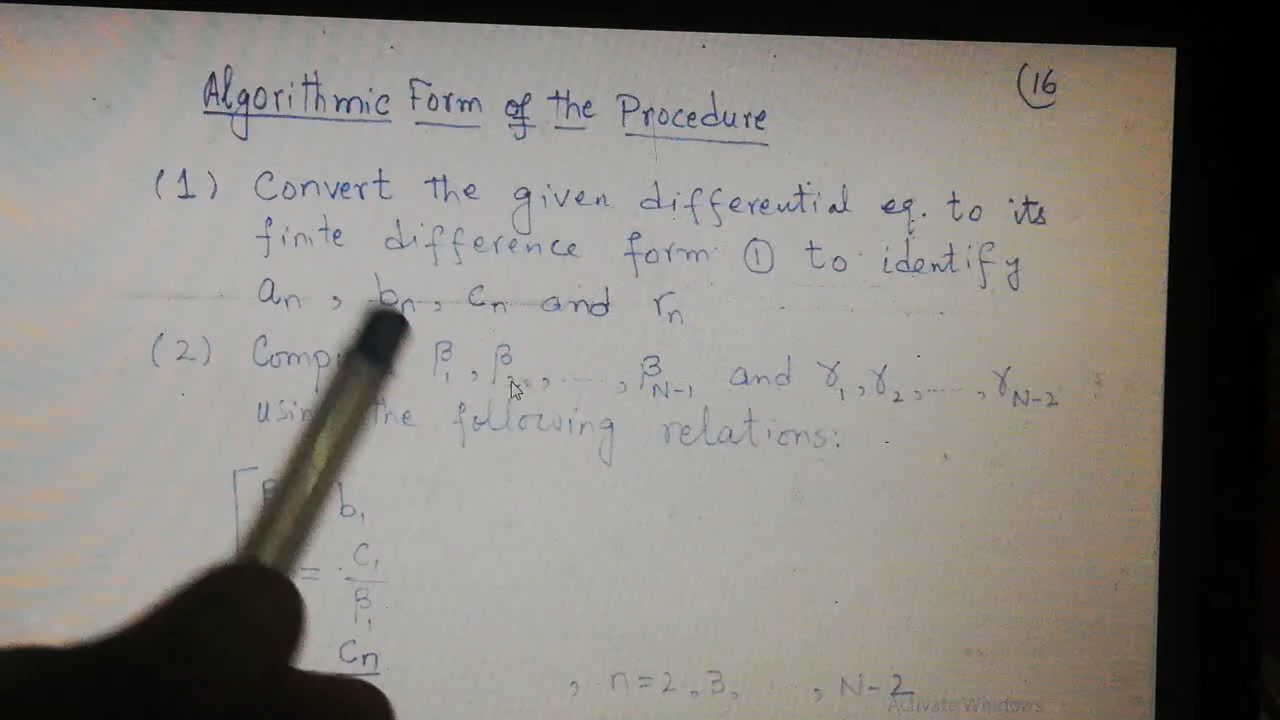 (16
Algorithmic Form of the Procedure
(1) Convert the given differential eq. to its
finite difference form ① to identify
aₙ, bₙ, cₙ and rₙ
(2) β₁, β₂, ....., β_N-1 and γ₁, γ₂, ....., γ_N-2
the following relations:
b₁
= C₁
β₁
Cₙ
, n=2, 3, ....., N-2
Activate Windows